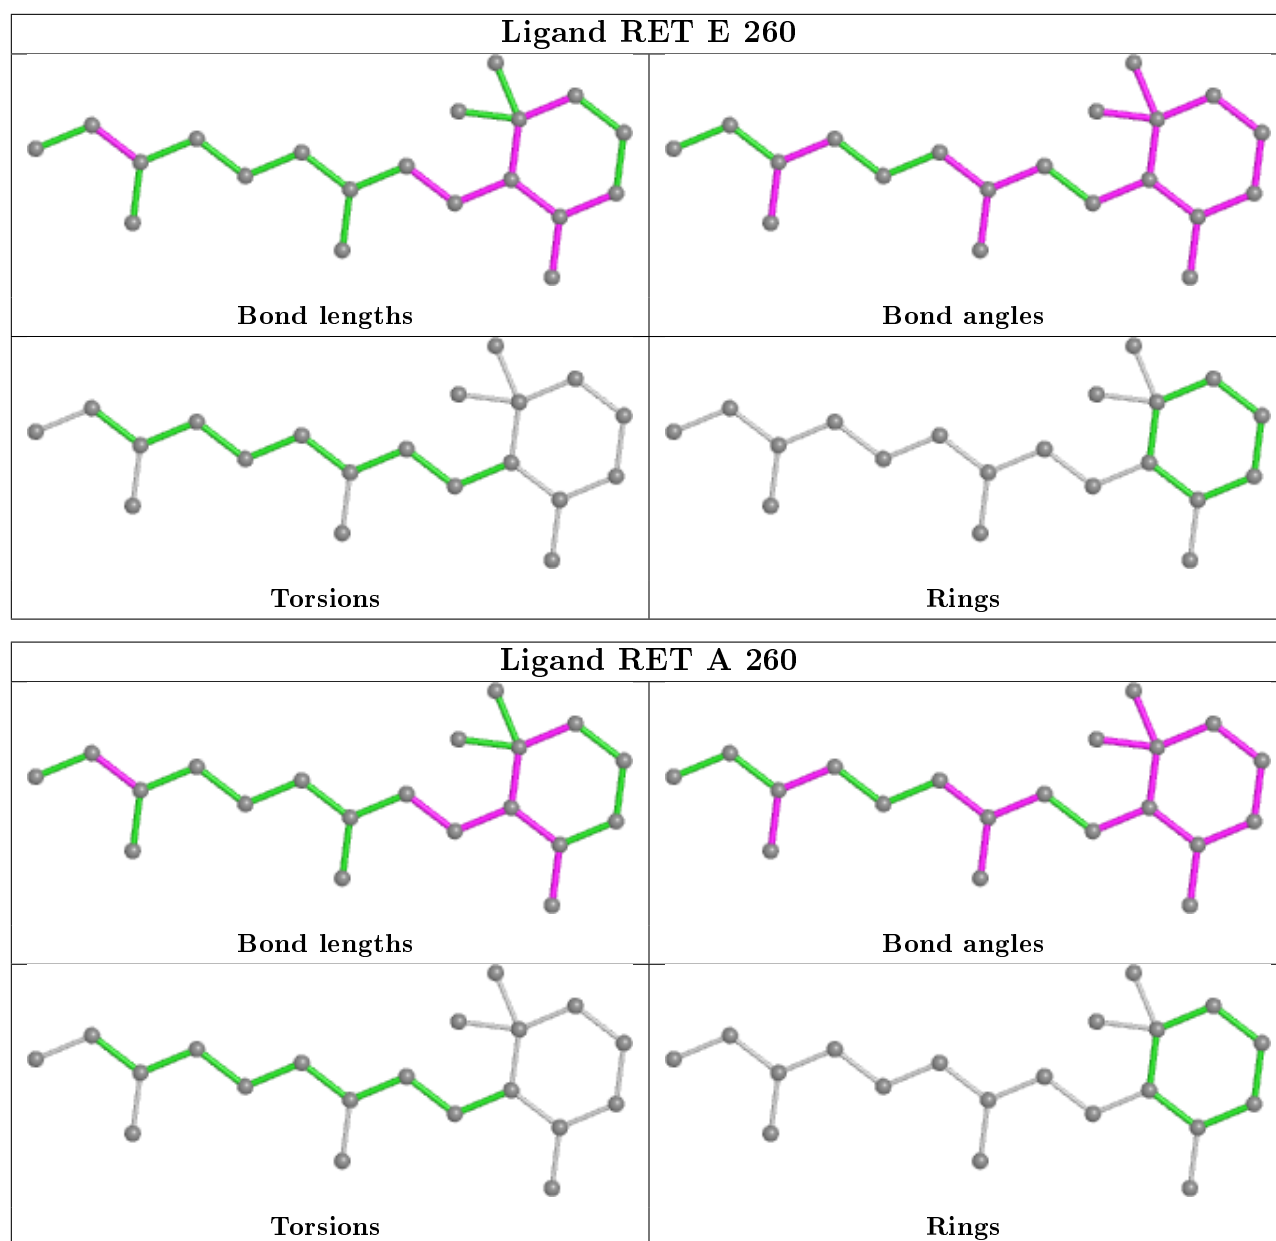 Ligand RET E 260
Bond lengths
Bond angles
Torsions
Rings
Ligand RET A 260
Bond lengths
Bond angles
Torsions
Rings